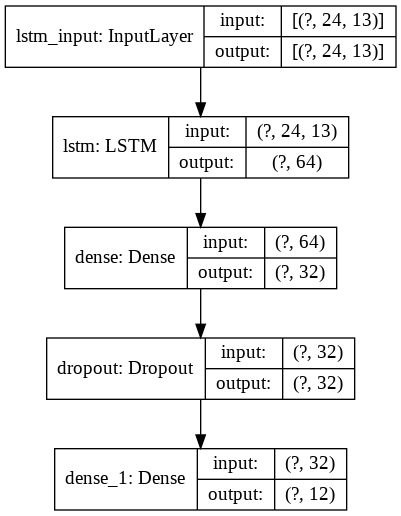 lstm_input: InputLayer
input:
[(?, 24, 13)]
output:
[(?, 24, 13)]
lstm: LSTM
input:
(?, 24, 13)
output:
(?, 64)
dense: Dense
input:
(?, 64)
output:
(?, 32)
dropout: Dropout
input:
(?, 32)
output:
(?, 32)
dense_1: Dense
input:
(?, 32)
output:
(?, 12)